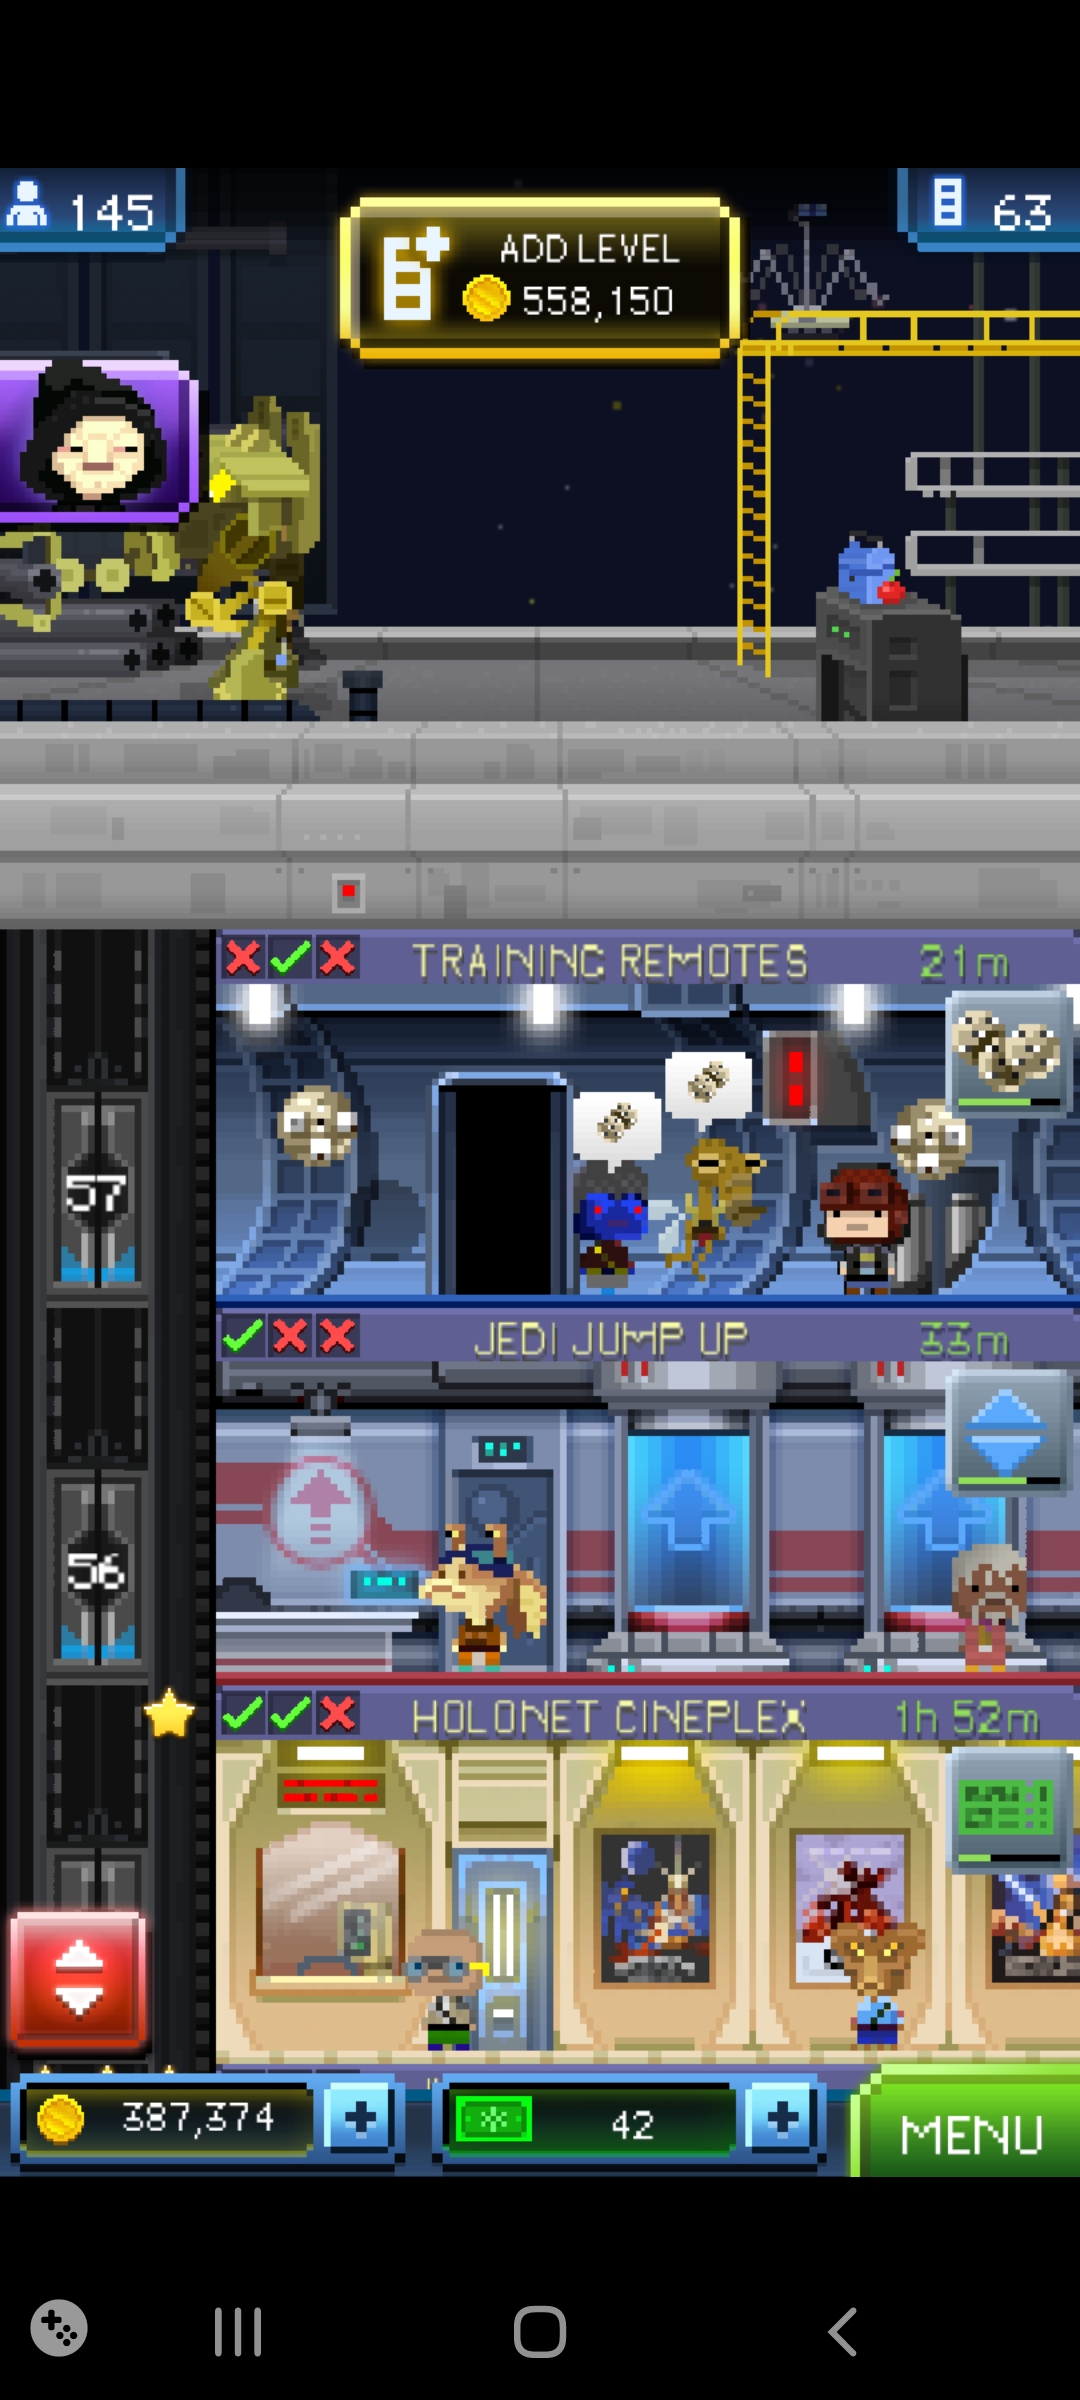 145
ADD LEVEL
558,150
63
TRAINING REMOTES 21m
57
JEDI JUMP UP 33m
56
HOLONET CINEPLEX 1h 52m
387,374
42
MENU